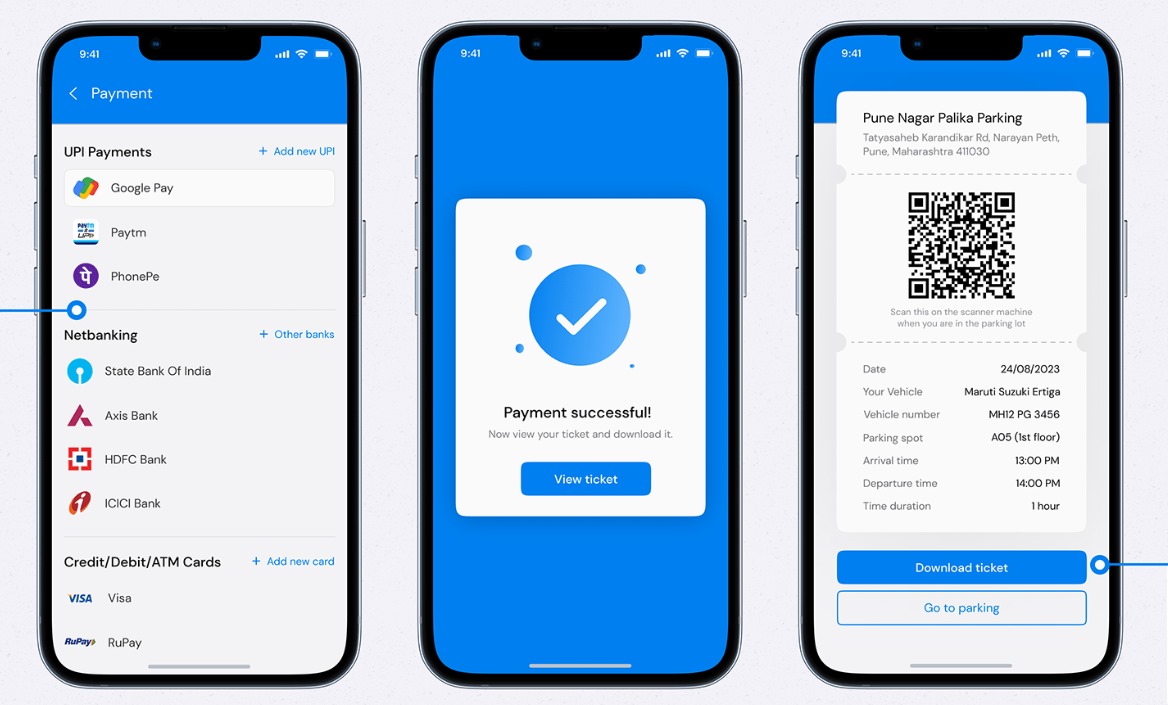 9:41
Payment
UPI Payments
+ Add new UPI
Google Pay
Paytm
UPI
Paytm
पे
PhonePe
Netbanking
+ Other banks
State Bank Of India
Axis Bank
HDFC Bank
ICICI Bank
Credit/Debit/ATM Cards
+ Add new card
VISA
Visa
RuPay
RuPay
9:41
Payment successful!
Now view your ticket and download it.
View ticket
9:41
Pune Nagar Palika Parking
Tatyasaheb Karandikar Rd, Narayan Peth,
Pune, Maharashtra 411030
Scan this on the scanner machine
when you are in the parking lot
Date 24/08/2023
Your Vehicle Maruti Suzuki Ertiga
Vehicle number MH12 PG 3456
Parking spot A05 (1st floor)
Arrival time 13:00 PM
Departure time 14:00 PM
Time duration 1 hour
Download ticket
Go to parking